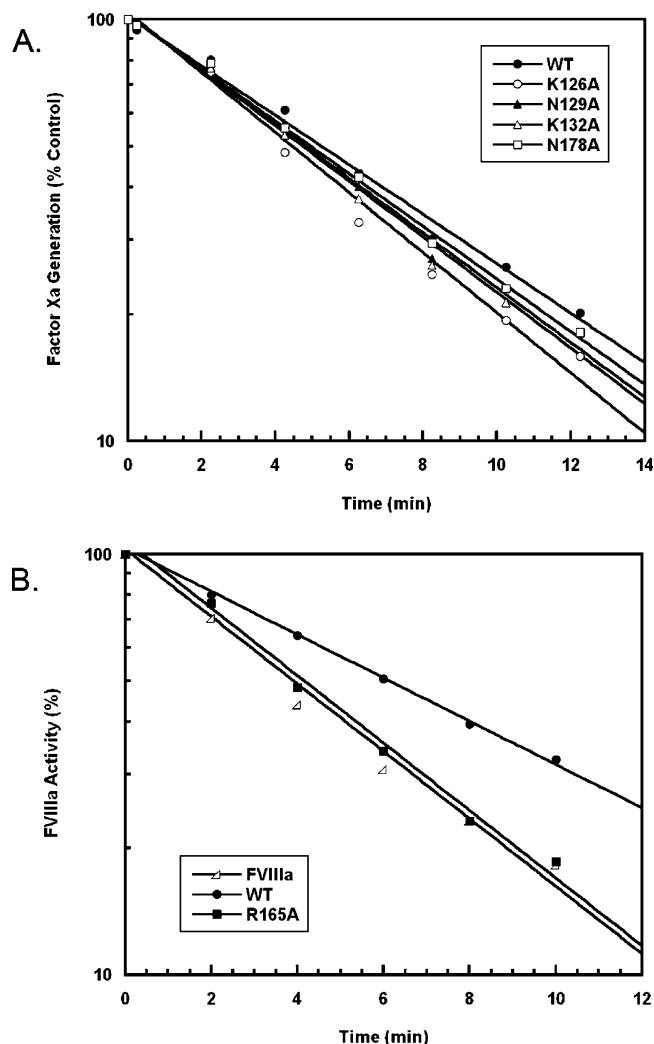 A.
100
10
Factor Xa Generation (% Control)
WT
K126A
N129A
K132A
N178A
0 2 4 6 8 10 12 14
Time (min)
B.
100
10
FVIIIa Activity (%)
FVIIIa
WT
R165A
0 2 4 6 8 10 12
Time (min)